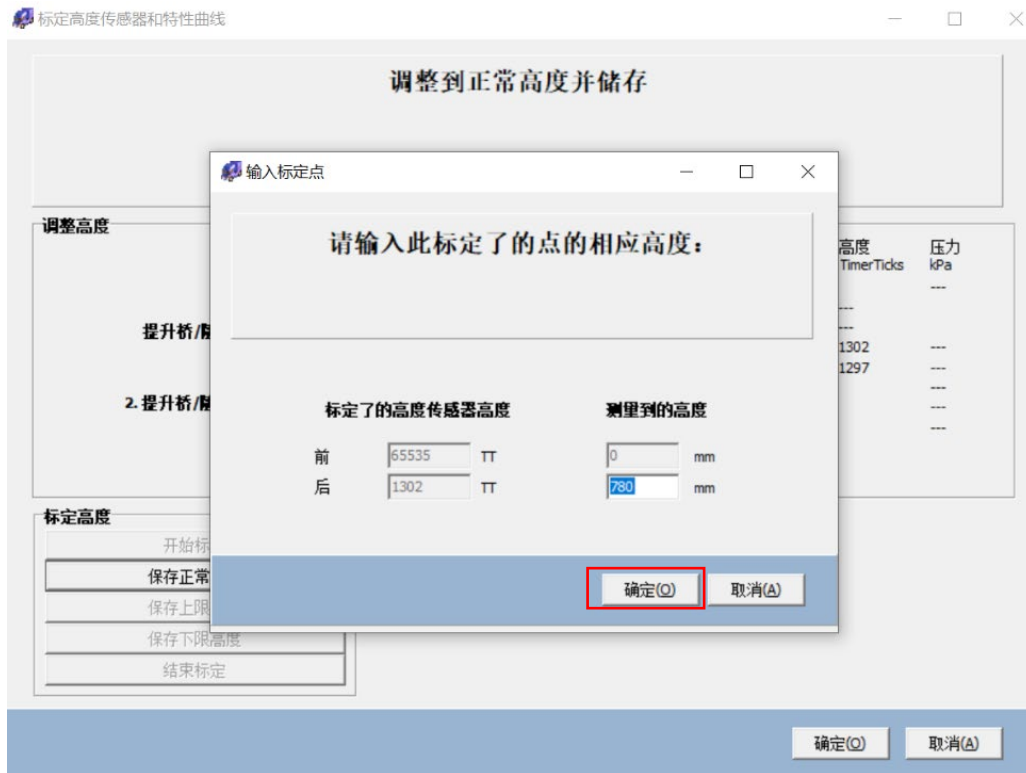 标定高度传感器和特性曲线
调整到正常高度并储存
输入标定点
请输入此标定了的点的相应高度：
标定了的高度传感器高度 测量到的高度
前 65535 TT 0 mm
后 1302 TT 780 mm
确定(O) 取消(A)
调整高度
提升桥/
2. 提升桥/
高度 压力
TimerTicks kPa
---
---
---
1302 ---
1297 ---
---
---
---
标定高度
开始标
保存正常
保存上限
保存下限高度
结束标定
确定(O) 取消(A)